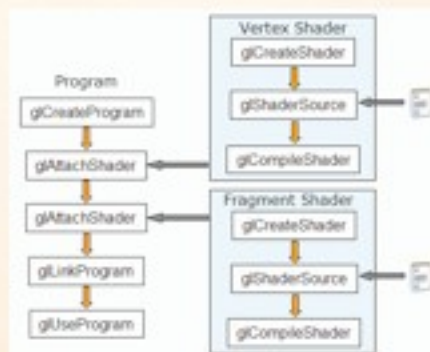 Program
glCreateProgram
glAttachShader
glAttachShader
glLinkProgram
glUseProgram
Vertex Shader
glCreateShader
glShaderSource
glCompileShader
Fragment Shader
glCreateShader
glShaderSource
glCompileShader